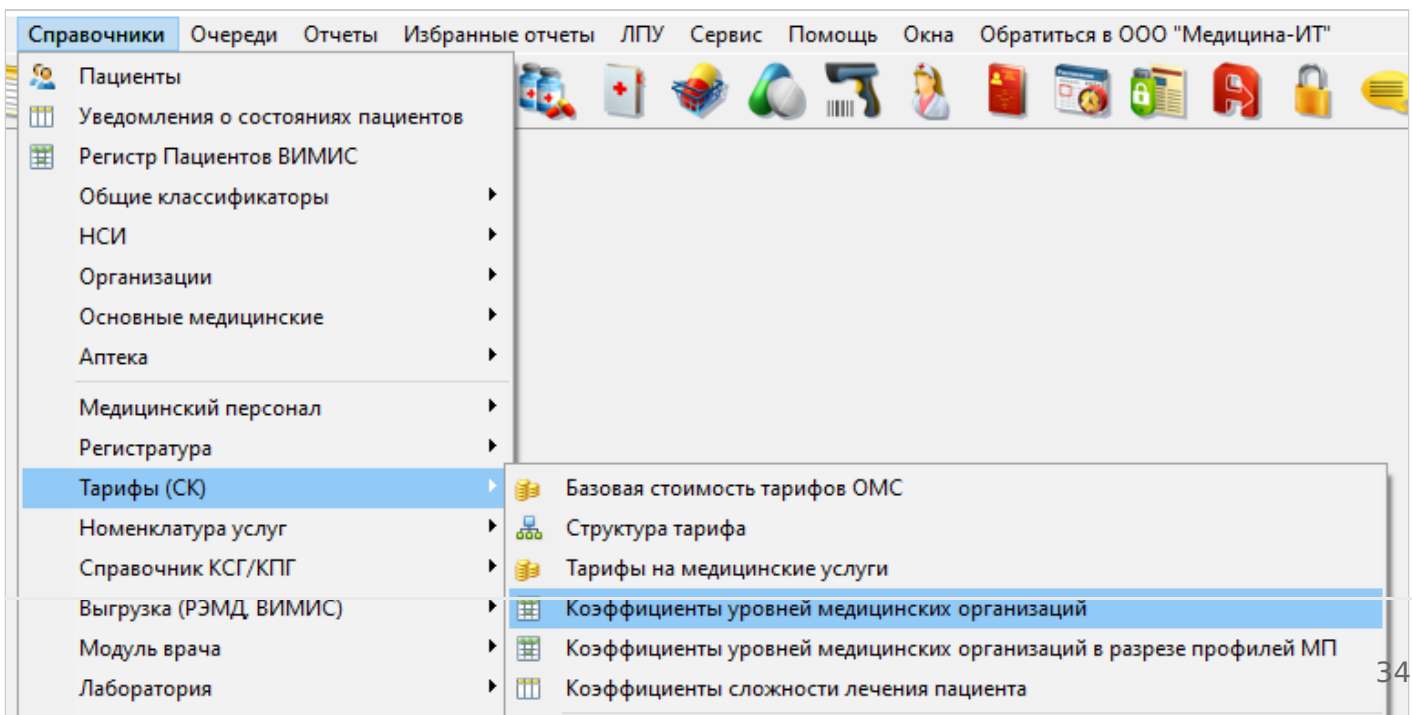 Справочники Очереди Отчеты Избранные отчеты ЛПУ Сервис Помощь Окна Обратиться в ООО "Медицина-ИТ"
Пациенты
Уведомления о состояниях пациентов
Регистр Пациентов ВИМИС
Общие классификаторы
НСИ
Организации
Основные медицинские
Аптека
Медицинский персонал
Регистратура
Тарифы (СК)
Номенклатура услуг
Справочник КСГ/КПГ
Выгрузка (РЭМД, ВИМИС)
Модуль врача
Лаборатория
Базовая стоимость тарифов ОМС
Структура тарифа
Тарифы на медицинские услуги
Коэффициенты уровней медицинских организаций
Коэффициенты уровней медицинских организаций в разрезе профилей МП
Коэффициенты сложности лечения пациента
34